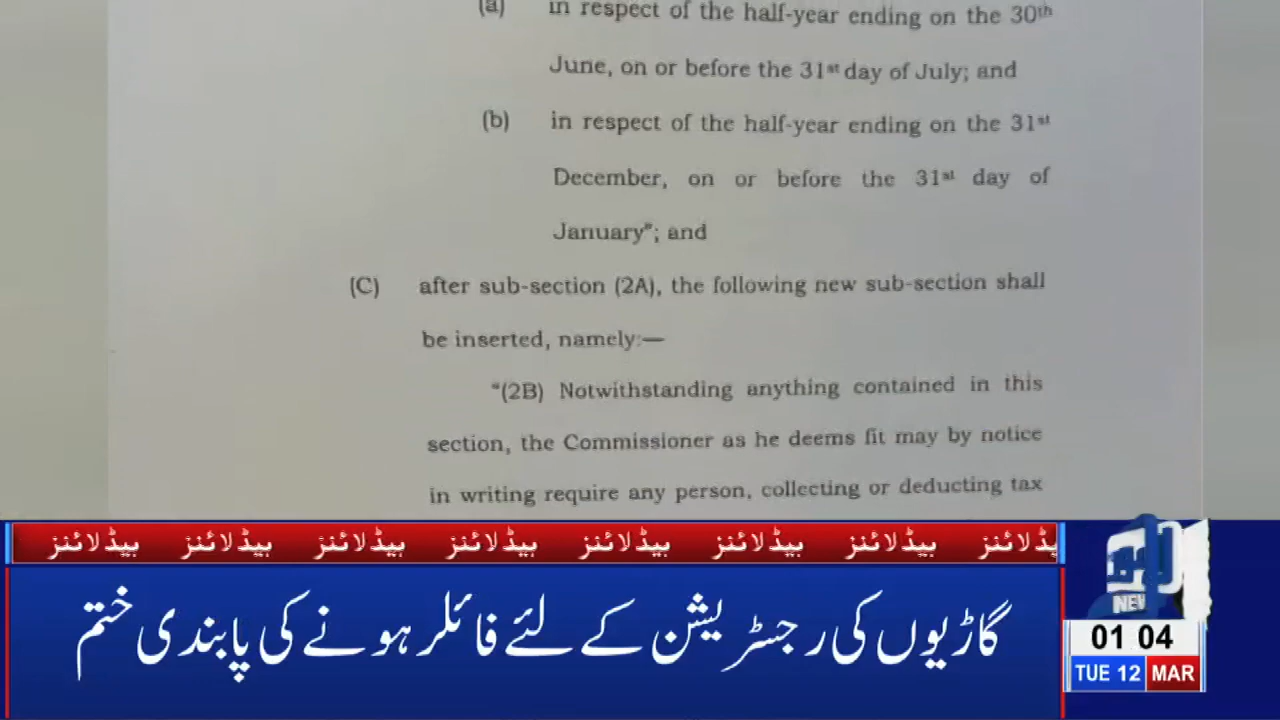 (a) in respect of the half-year ending on the 30th
June, on or before the 31st day of July; and
(b) in respect of the half-year ending on the 31st
December, on or before the 31st day of
January"; and
(C) after sub-section (2A), the following new sub-section shall
be inserted, namely:—
"(2B) Notwithstanding anything contained in this
section, the Commissioner as he deems fit may by notice
in writing require any person, collecting or deducting tax
ہیڈلائنز ہیڈلائنز ہیڈلائنز ہیڈلائنز ہیڈلائنز ہیڈلائنز ہیڈلائنز
گاڑیوں کی رجسٹریشن کے لئے فائلر ہونے کی پابندی ختم
NEW
01 04
TUE 12 MAR